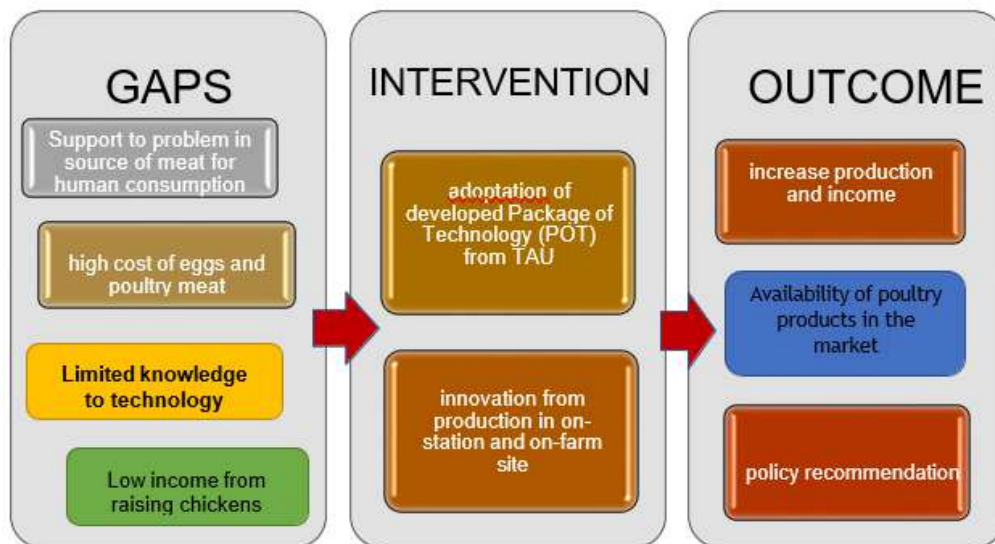 GAPS
Support to problem in
source of meat for
human consumption
high cost of eggs and
poultry meat
Limited knowledge
to technology
Low income from
raising chickens
INTERVENTION
adoptation of
developed Package of
Technology (POT)
from TAU
innovation from
production in on-
station and on-farm
site
OUTCOME
increase production
and income
Availability of poultry
products in the
market
policy recommendation